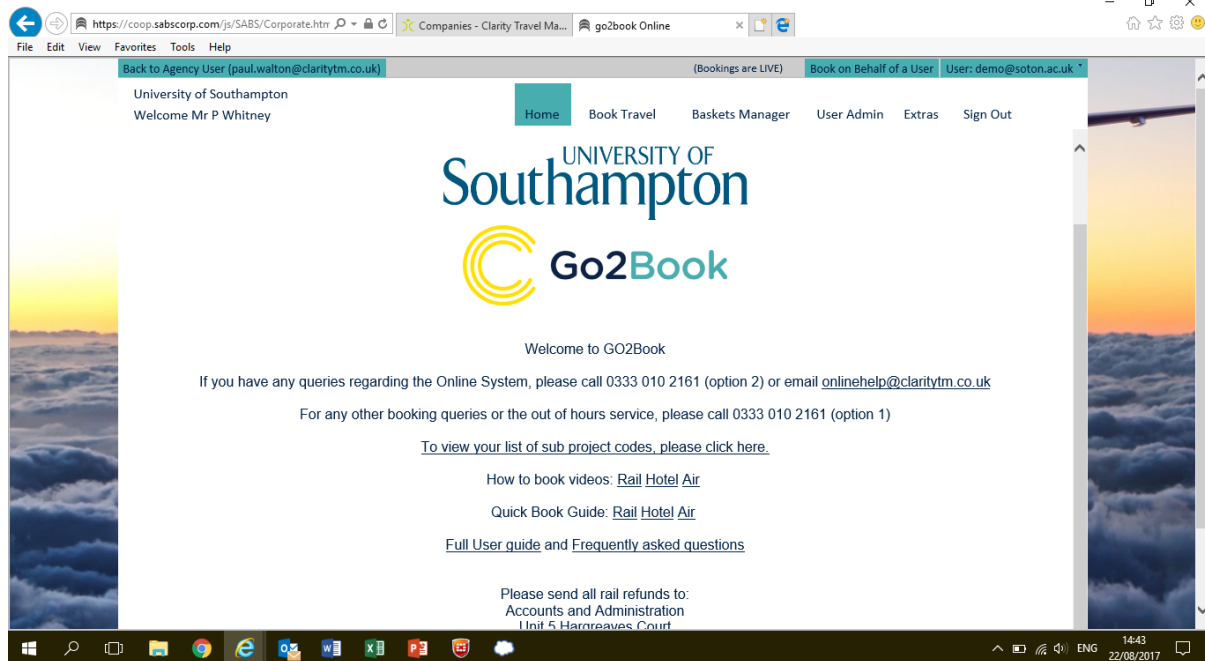 https://coop.sabscorp.com/js/SABS/Corporate.htm
Companies - Clarity Travel Ma...
go2book Online
File Edit View Favorites Tools Help
Back to Agency User (paul.walton@claritytm.co.uk) (Bookings are LIVE) Book on Behalf of a User User: demo@soton.ac.uk
University of Southampton
Welcome Mr P Whitney
Home Book Travel Baskets Manager User Admin Extras Sign Out
UNIVERSITY OF
Southampton
Go2Book
Welcome to GO2Book
If you have any queries regarding the Online System, please call 0333 010 2161 (option 2) or email onlinehelp@claritytm.co.uk
For any other booking queries or the out of hours service, please call 0333 010 2161 (option 1)
To view your list of sub project codes, please click here.
How to book videos: Rail Hotel Air
Quick Book Guide: Rail Hotel Air
Full User guide and Frequently asked questions
Please send all rail refunds to:
Accounts and Administration
Unit 5 Hargreaves Court
ENG
14:43
22/08/2017